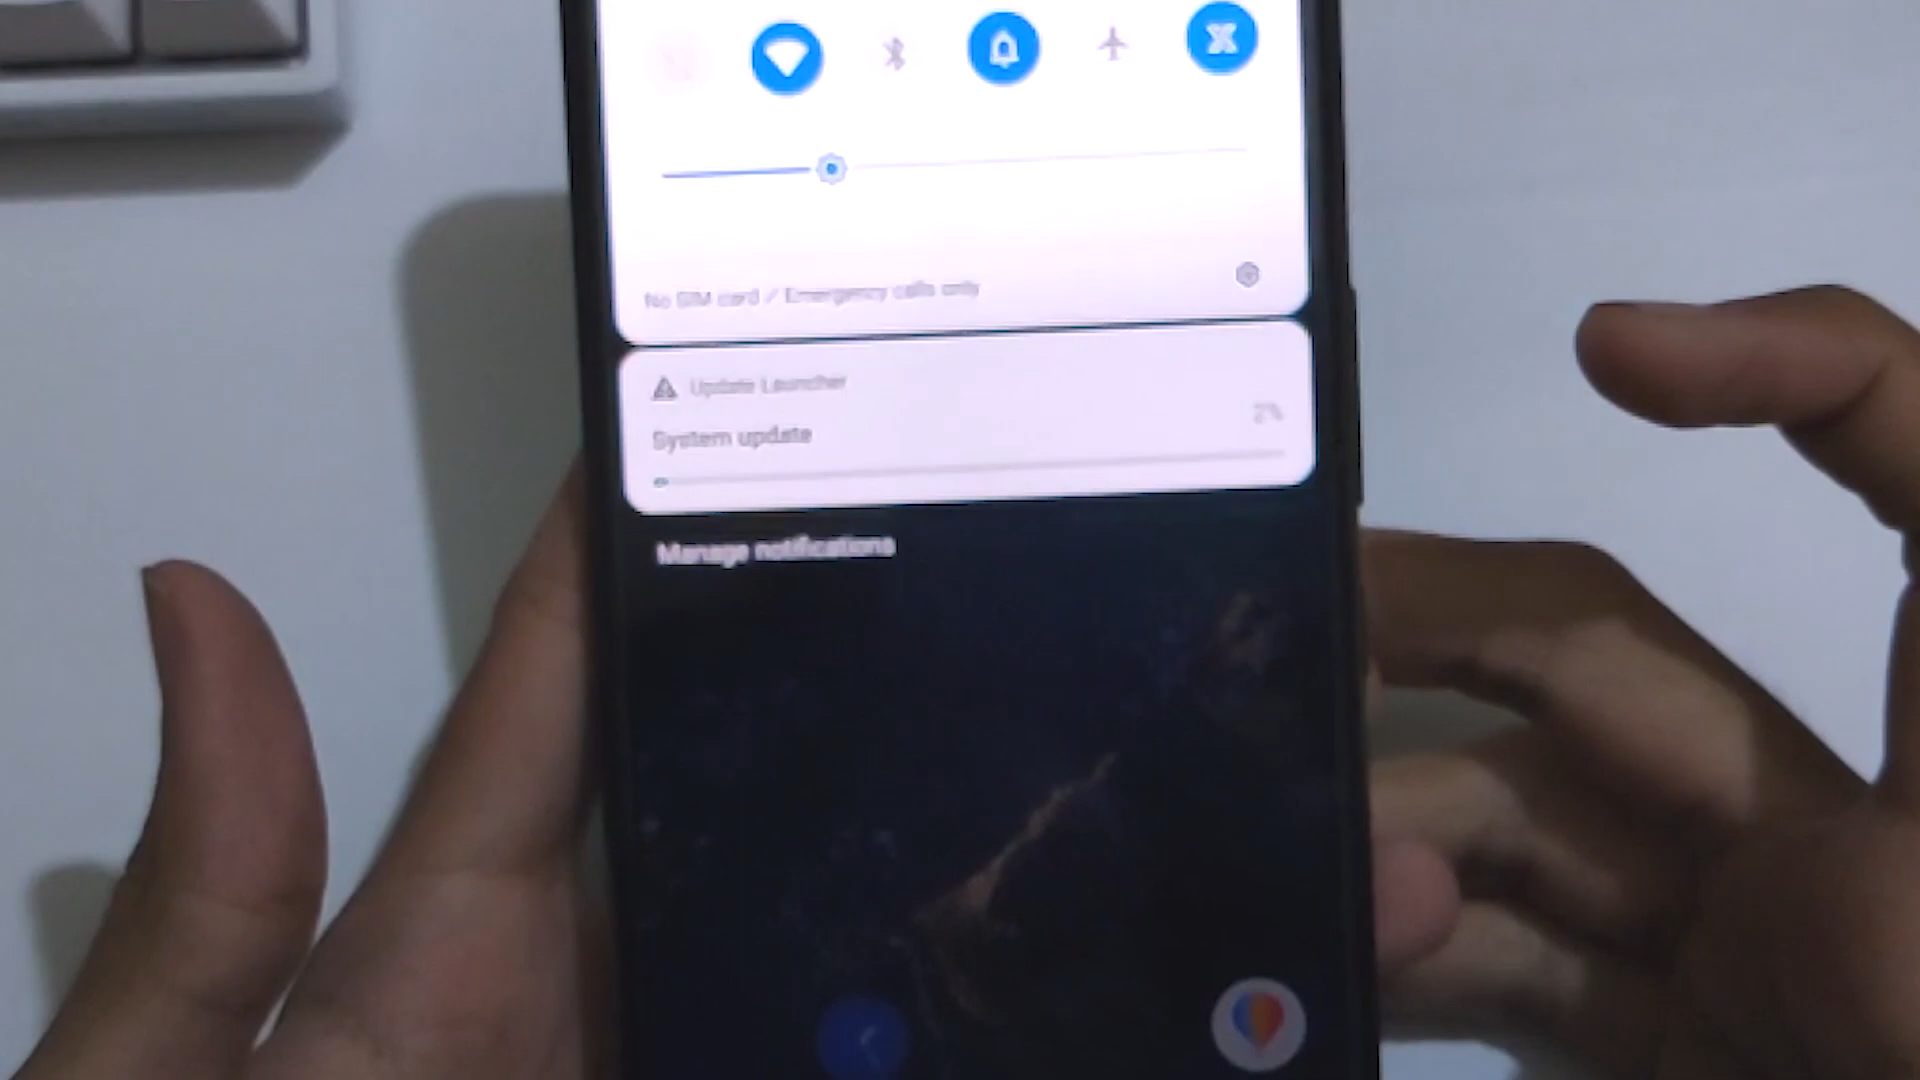 No SIM card / Emergency calls only
Update Launcher
2%
System update
Manage notifications